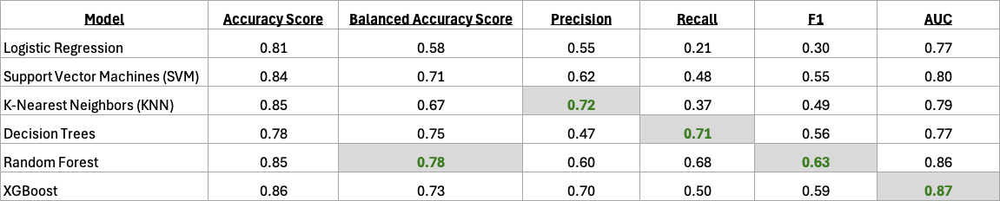 Model Accuracy Score Balanced Accuracy Score Precision Recall F1 AUC
Logistic Regression 0.81 0.58 0.55 0.21 0.30 0.77
Support Vector Machines (SVM) 0.84 0.71 0.62 0.48 0.55 0.80
K-Nearest Neighbors (KNN) 0.85 0.67 0.72 0.37 0.49 0.79
Decision Trees 0.78 0.75 0.47 0.71 0.56 0.77
Random Forest 0.85 0.78 0.60 0.68 0.63 0.86
XGBoost 0.86 0.73 0.70 0.50 0.59 0.87